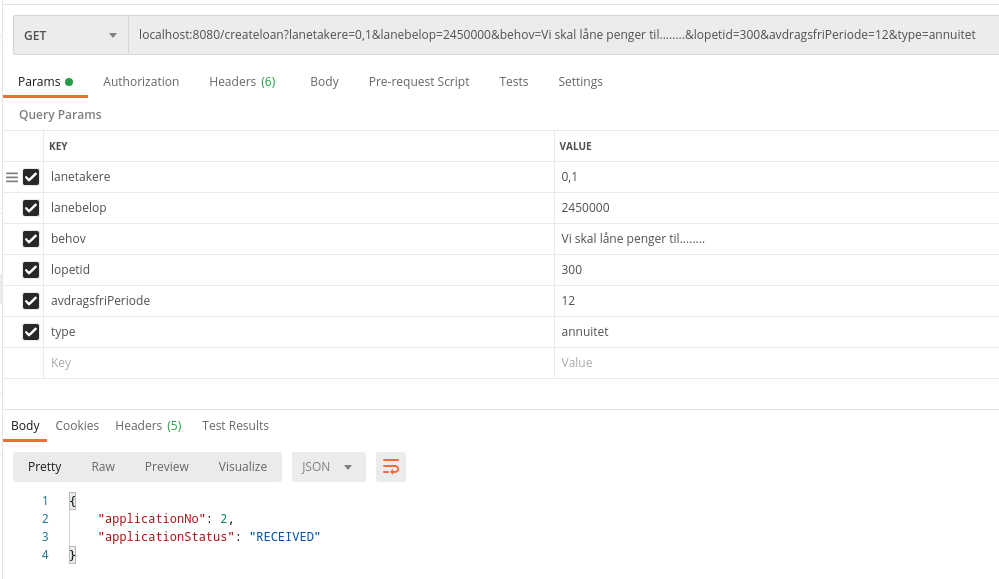 GET localhost:8080/createloan?lanetakere=0,1&lanebelop=2450000&behov=Vi skal låne penger til........&lopetid=300&avdragsfriPeriode=12&type=annuitet
Params Authorization Headers (6) Body Pre-request Script Tests Settings
Query Params
KEY VALUE
lanetakere 0,1
lanebelop 2450000
behov Vi skal låne penger til........
lopetid 300
avdragsfriPeriode 12
type annuitet
Key Value
Body Cookies Headers (5) Test Results
Pretty Raw Preview Visualize JSON
1 {
2 "applicationNo": 2,
3 "applicationStatus": "RECEIVED"
4 }